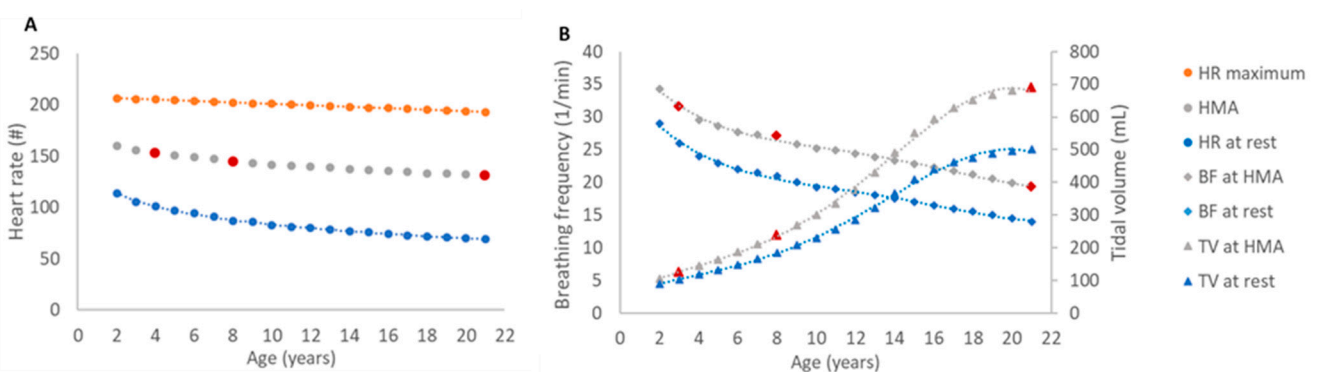 A
Heart rate (#)
250
200
150
100
50
0
0 2 4 6 8 10 12 14 16 18 20 22
Age (years)
B
Breathing frequency (1/min)
40
35
30
25
20
15
10
5
0
0 2 4 6 8 10 12 14 16 18 20 22
Age (years)
800
700
600
500
400
300
200
100
0
Tidal volume (mL)
HR maximum
HMA
HR at rest
BF at HMA
BF at rest
TV at HMA
TV at rest